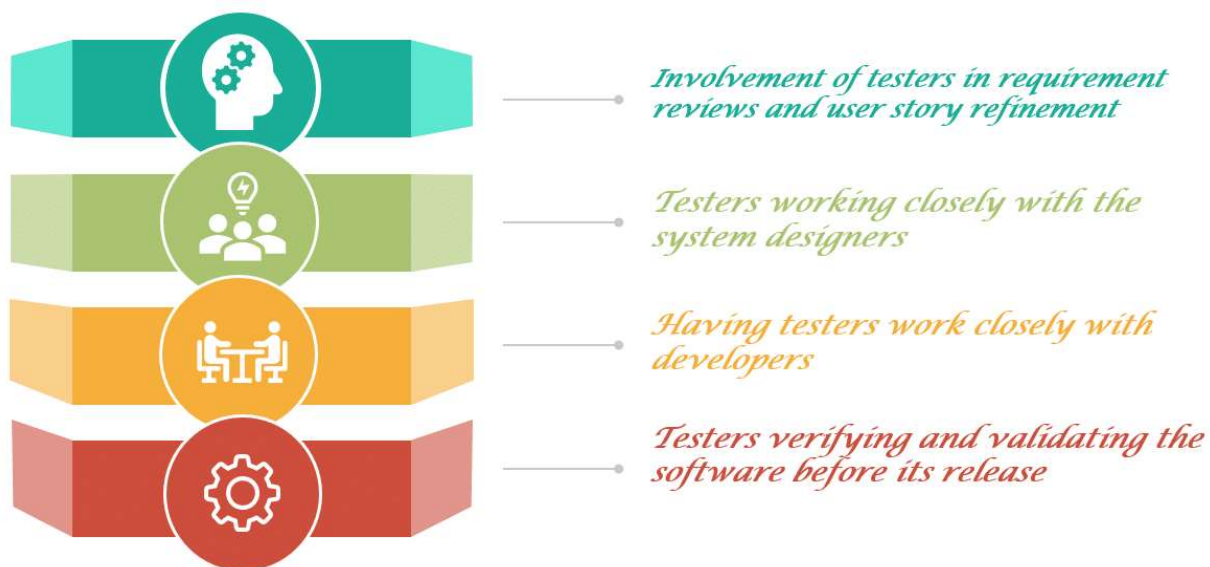 Involvement of testers in requirement
reviews and user story refinement
Testers working closely with the
system designers
Having testers work closely with
developers
Testers verifying and validating the
software before its release